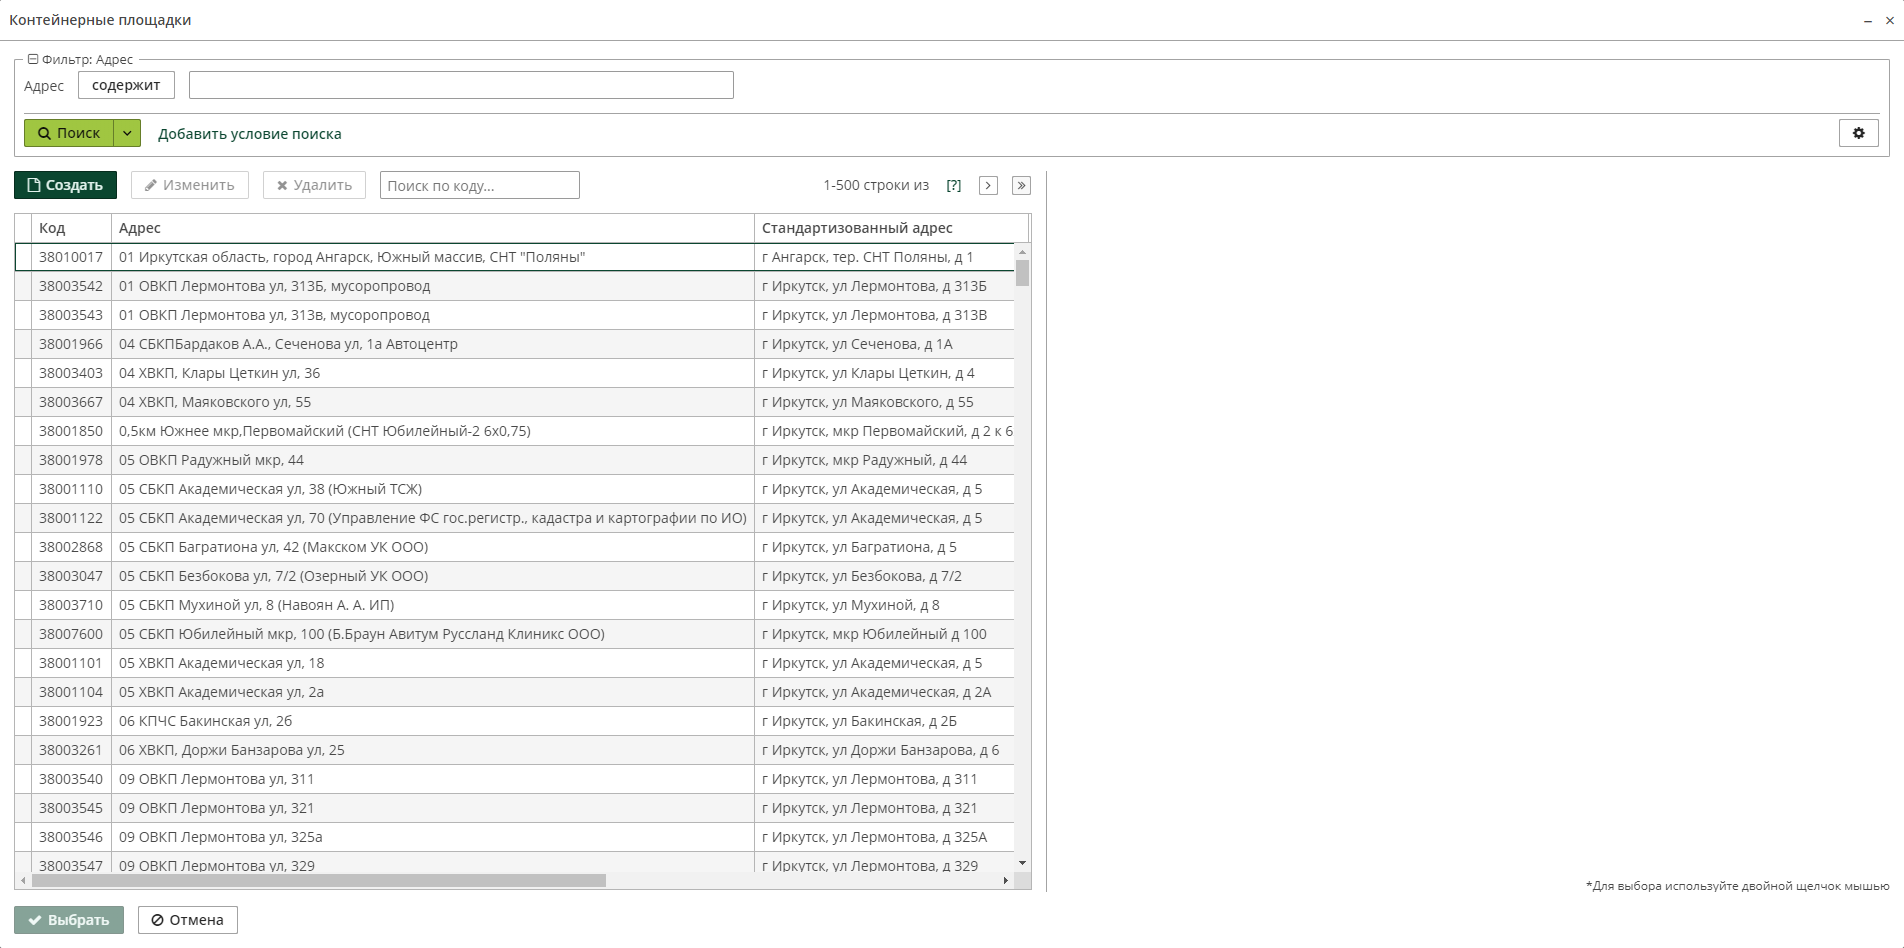 Контейнерные площадки
Фильтр: Адрес
Адрес содержит
Поиск Добавить условие поиска
Создать Изменить Удалить Поиск по коду... 1-500 строки из [?]
Код Адрес Стандартизованный адрес
38010017 01 Иркутская область, город Ангарск, Южный массив, СНТ "Поляны" г Ангарск, тер. СНТ Поляны, д 1
38003542 01 ОВКП Лермонтова ул, 313Б, мусоропровод г Иркутск, ул Лермонтова, д 313Б
38003543 01 ОВКП Лермонтова ул, 313в, мусоропровод г Иркутск, ул Лермонтова, д 313В
38001966 04 СБКПБардаков А.А., Сеченова ул, 1а Автоцентр г Иркутск, ул Сеченова, д 1А
38003403 04 ХВКП, Клары Цеткин ул, 36 г Иркутск, ул Клары Цеткин, д 4
38003667 04 ХВКП, Маяковского ул, 55 г Иркутск, ул Маяковского, д 55
38001850 0,5км Южнее мкр,Первомайский (СНТ Юбилейный-2 6х0,75) г Иркутск, мкр Первомайский, д 2 к 6
38001978 05 ОВКП Радужный мкр, 44 г Иркутск, мкр Радужный, д 44
38001110 05 СБКП Академическая ул, 38 (Южный ТСЖ) г Иркутск, ул Академическая, д 5
38001122 05 СБКП Академическая ул, 70 (Управление ФС гос.регистр., кадастра и картографии по ИО) г Иркутск, ул Академическая, д 5
38002868 05 СБКП Багратиона ул, 42 (Макском УК ООО) г Иркутск, ул Багратиона, д 5
38003047 05 СБКП Безбокова ул, 7/2 (Озерный УК ООО) г Иркутск, ул Безбокова, д 7/2
38003710 05 СБКП Мухиной ул, 8 (Навоян А. А. ИП) г Иркутск, ул Мухиной, д 8
38007600 05 СБКП Юбилейный мкр, 100 (Б.Браун Авитум Руссланд Клиникс ООО) г Иркутск, мкр Юбилейный д 100
38001101 05 ХВКП Академическая ул, 18 г Иркутск, ул Академическая, д 5
38001104 05 ХВКП Академическая ул, 2а г Иркутск, ул Академическая, д 2А
38001923 06 КПЧС Бакинская ул, 2б г Иркутск, ул Бакинская, д 2Б
38003261 06 ХВКП, Доржи Банзарова ул, 25 г Иркутск, ул Доржи Банзарова, д 6
38003540 09 ОВКП Лермонтова ул, 311 г Иркутск, ул Лермонтова, д 311
38003545 09 ОВКП Лермонтова ул, 321 г Иркутск, ул Лермонтова, д 321
38003546 09 ОВКП Лермонтова ул, 325а г Иркутск, ул Лермонтова, д 325А
38003547 09 ОВКП Лермонтова ул, 329 г Иркутск, ул Лермонтова, д 329
*Для выбора используйте двойной щелчок мышью
Выбрать Отмена